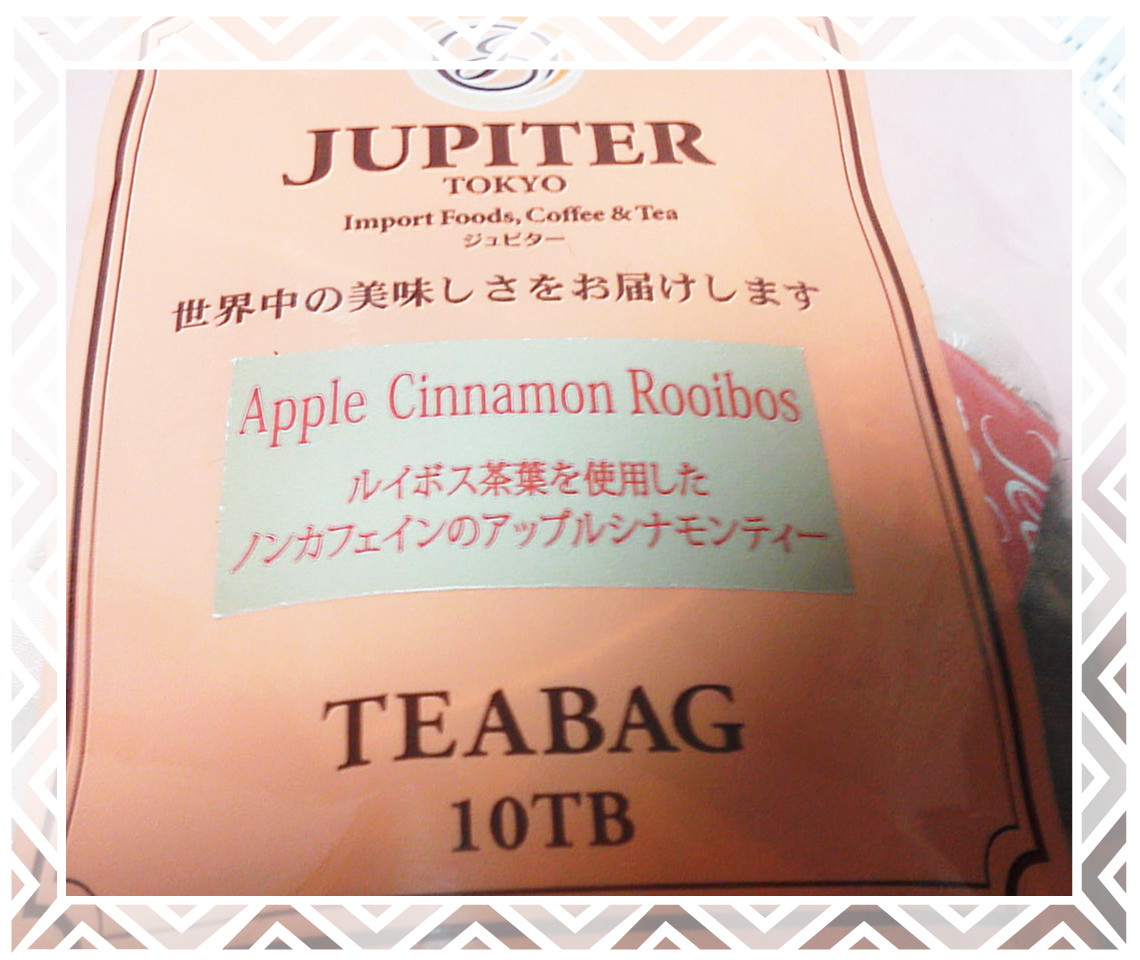 JUPITER
TOKYO
Import Foods, Coffee & Tea
ジュピター
世界中の美味しさをお届けします
Apple Cinnamon Rooibos
ルイボス茶葉を使用した
ノンカフェインのアップルシナモンティー
TEABAG
10TB